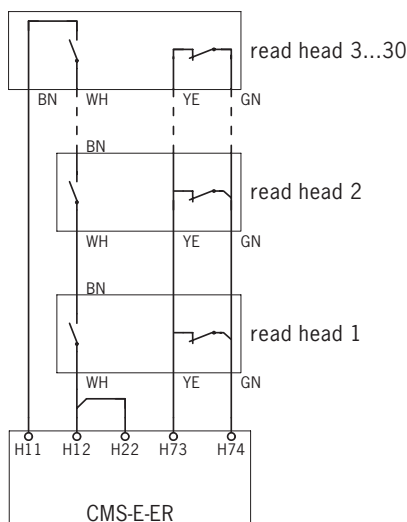 read head 3...30
BN WH YE GN
BN
read head 2
WH YE GN
BN
read head 1
WH YE GN
H11 H12 H22 H73 H74
CMS-E-ER